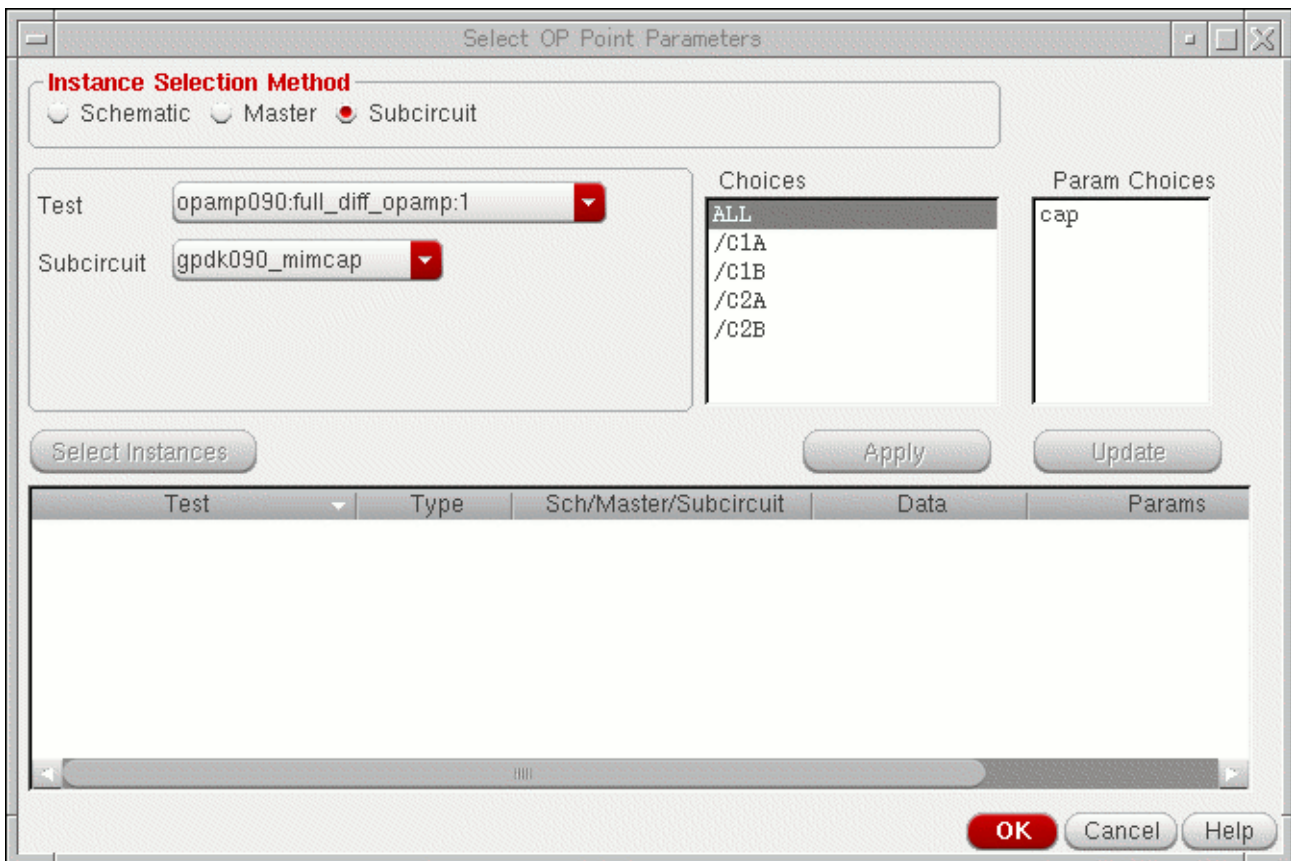 Select OP Point Parameters
Instance Selection Method
Schematic Master Subcircuit
Test opamp090:full_diff_opamp:1
Subcircuit gpdk090_mimcap
Choices
ALL
/C1A
/C1B
/C2A
/C2B
Param Choices
cap
Select Instances Apply Update
Test Type Sch/Master/Subcircuit Data Params
OK Cancel Help